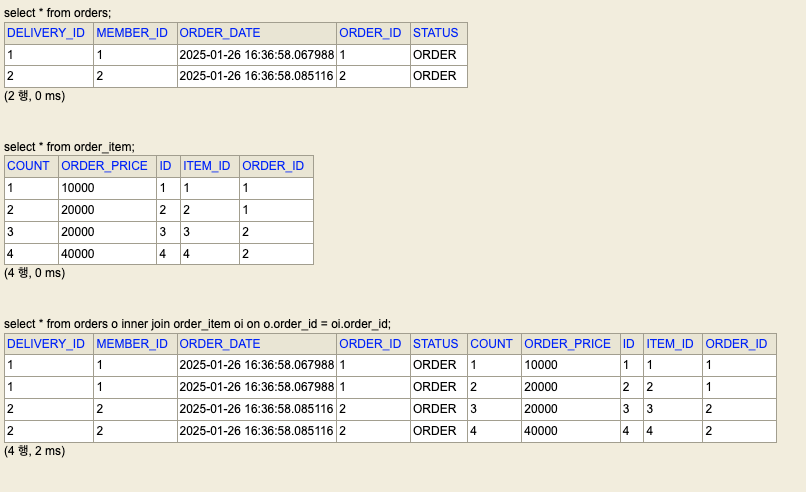 select * from orders;
DELIVERY_ID MEMBER_ID ORDER_DATE ORDER_ID STATUS
1 1 2025-01-26 16:36:58.067988 1 ORDER
2 2 2025-01-26 16:36:58.085116 2 ORDER
(2 행, 0 ms)
select * from order_item;
COUNT ORDER_PRICE ID ITEM_ID ORDER_ID
1 10000 1 1 1
2 20000 2 2 1
3 20000 3 3 2
4 40000 4 4 2
(4 행, 0 ms)
select * from orders o inner join order_item oi on o.order_id = oi.order_id;
DELIVERY_ID MEMBER_ID ORDER_DATE ORDER_ID STATUS COUNT ORDER_PRICE ID ITEM_ID ORDER_ID
1 1 2025-01-26 16:36:58.067988 1 ORDER 1 10000 1 1 1
1 1 2025-01-26 16:36:58.067988 1 ORDER 2 20000 2 2 1
2 2 2025-01-26 16:36:58.085116 2 ORDER 3 20000 3 3 2
2 2 2025-01-26 16:36:58.085116 2 ORDER 4 40000 4 4 2
(4 행, 2 ms)